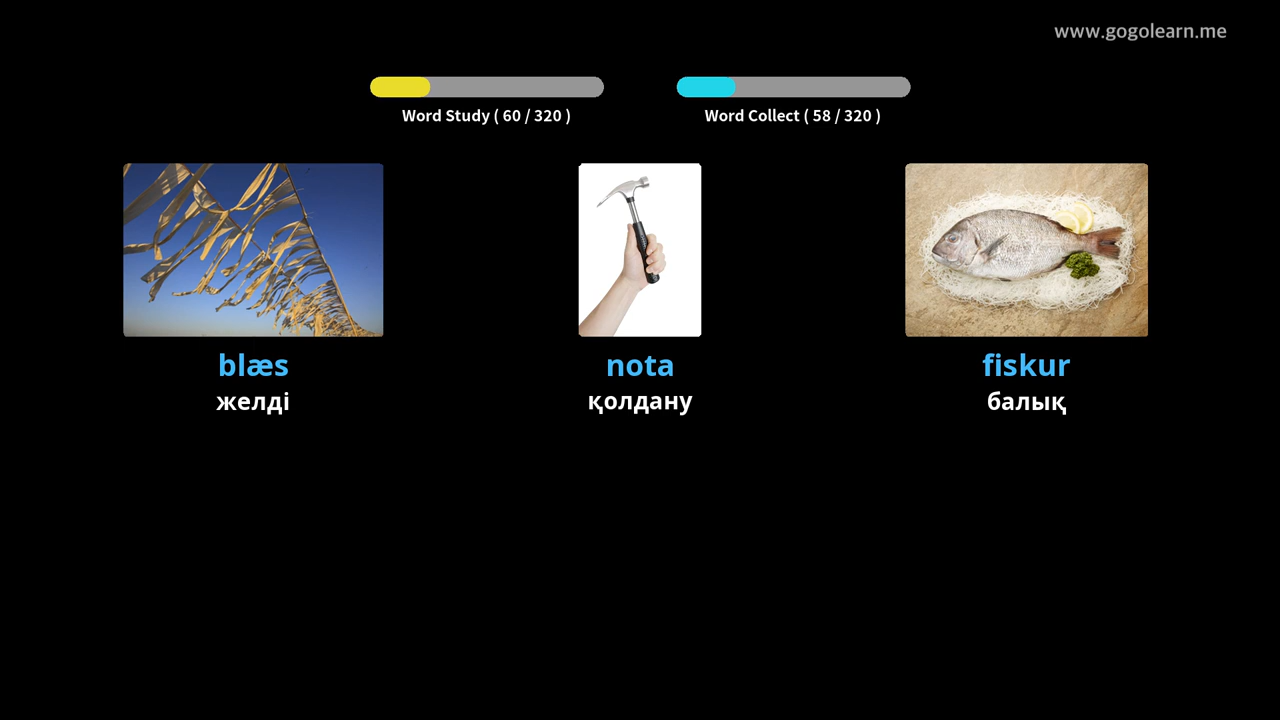 www.gogolearn.me
Word Study ( 60 / 320 )
Word Collect ( 58 / 320 )
blæs
nota
fiskur
желді
қолдану
балық